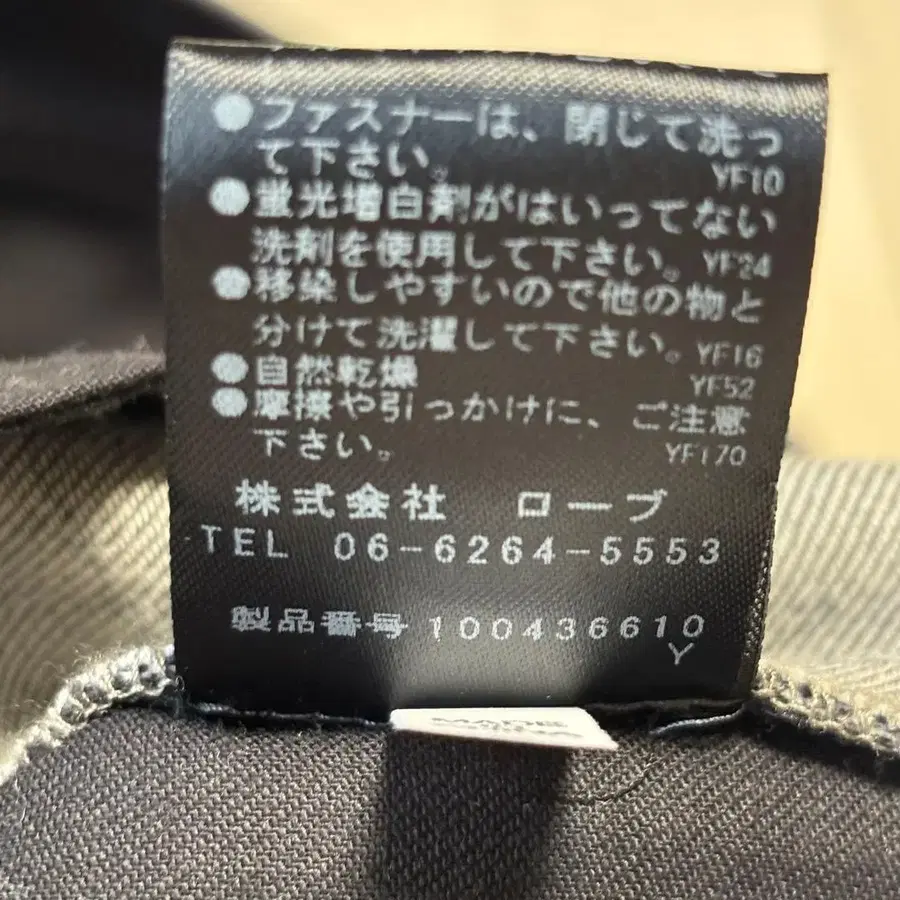 ●ファスナーは、閉じて洗っ
て下さい。 YF10
●蛍光増白剤がはいってない
洗剤を使用して下さい。 YF24
●移染しやすいので他の物と
分けて洗濯して下さい。 YF16
●自然乾燥 YF52
●摩擦や引っかけに、ご注意
下さい。 YF170
株式会社 ローブ
TEL 06-6264-5553
製品番号 100436610
Y
MADE